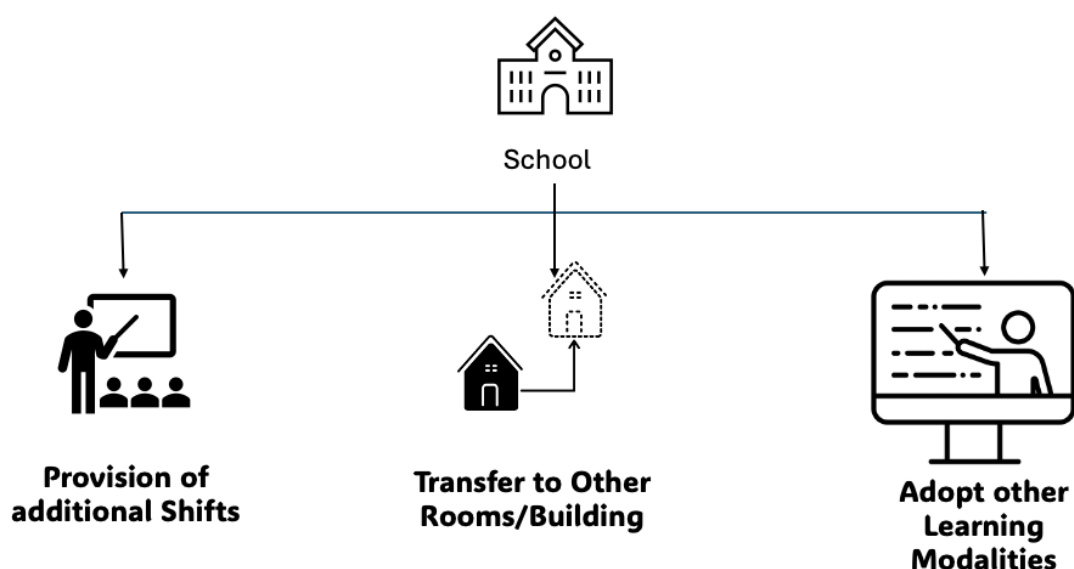 School
Provision of
additional Shifts
Transfer to Other
Rooms/Building
Adopt other
Learning
Modalities